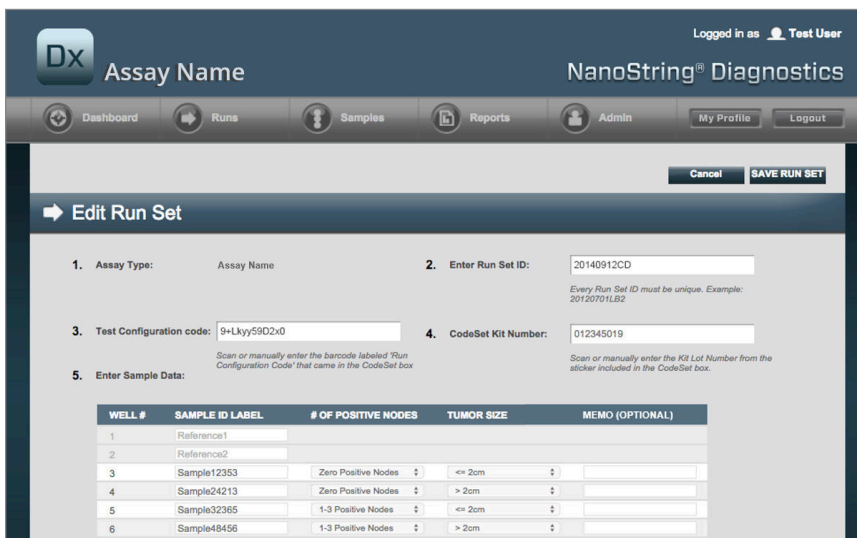 Logged in as Test User
Dx Assay Name
NanoString® Diagnostics
Dashboard Runs Samples Reports Admin My Profile Logout
Cancel SAVE RUN SET
Edit Run Set
1. Assay Type: Assay Name
2. Enter Run Set ID: 20140912CD
Every Run Set ID must be unique. Example:
20120701LB2
3. Test Configuration code: 9+Lkyy59D2x0
Scan or manually enter the barcode labeled 'Run
Configuration Code' that came in the CodeSet box
4. CodeSet Kit Number: 012345019
Scan or manually enter the Kit Lot Number from the
sticker included in the CodeSet box.
5. Enter Sample Data:
WELL # SAMPLE ID LABEL # OF POSITIVE NODES TUMOR SIZE MEMO (OPTIONAL)
1 Reference1
2 Reference2
3 Sample12353 Zero Positive Nodes <= 2cm
4 Sample24213 Zero Positive Nodes > 2cm
5 Sample32365 1-3 Positive Nodes <= 2cm
6 Sample48456 1-3 Positive Nodes > 2cm